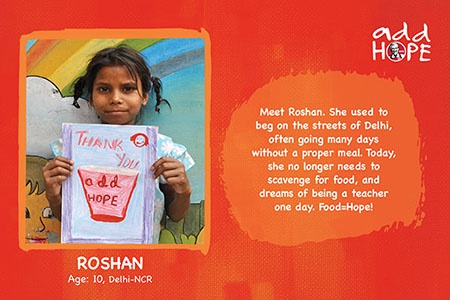 add
HOPE
THANK
YOU
add
HOPE
Meet Roshan. She used to
beg on the streets of Delhi,
often going many days
without a proper meal. Today,
she no longer needs to
scavenge for food, and
dreams of being a teacher
one day. Food=Hope!
ROSHAN
Age: 10, Delhi-NCR